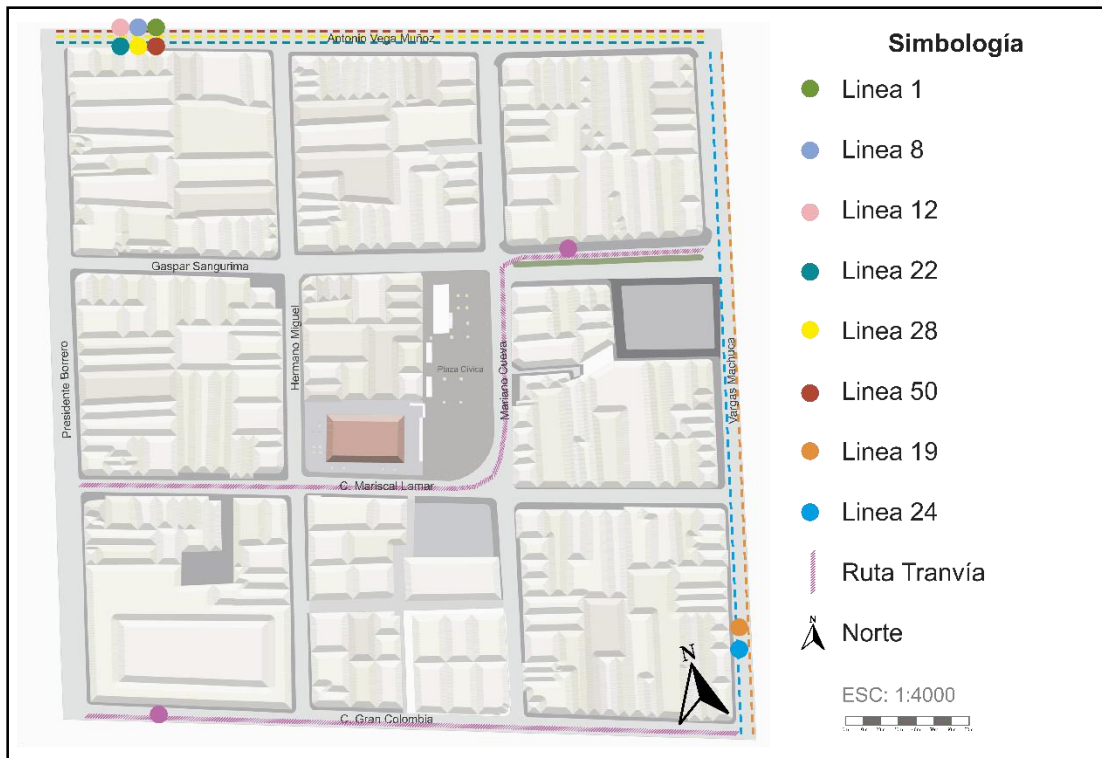 Antonio Vega Muñoz
Gaspar Sangurima
Presidente Borrero
Hermano Miguel
Plaza Civica
Mariano Cueva
Vargas Machuca
C. Mariscal Lamar
C. Gran Colombia
N
Simbología
Linea 1
Linea 8
Linea 12
Linea 22
Linea 28
Linea 50
Linea 19
Linea 24
Ruta Tranvía
N
Norte
ESC: 1:4000